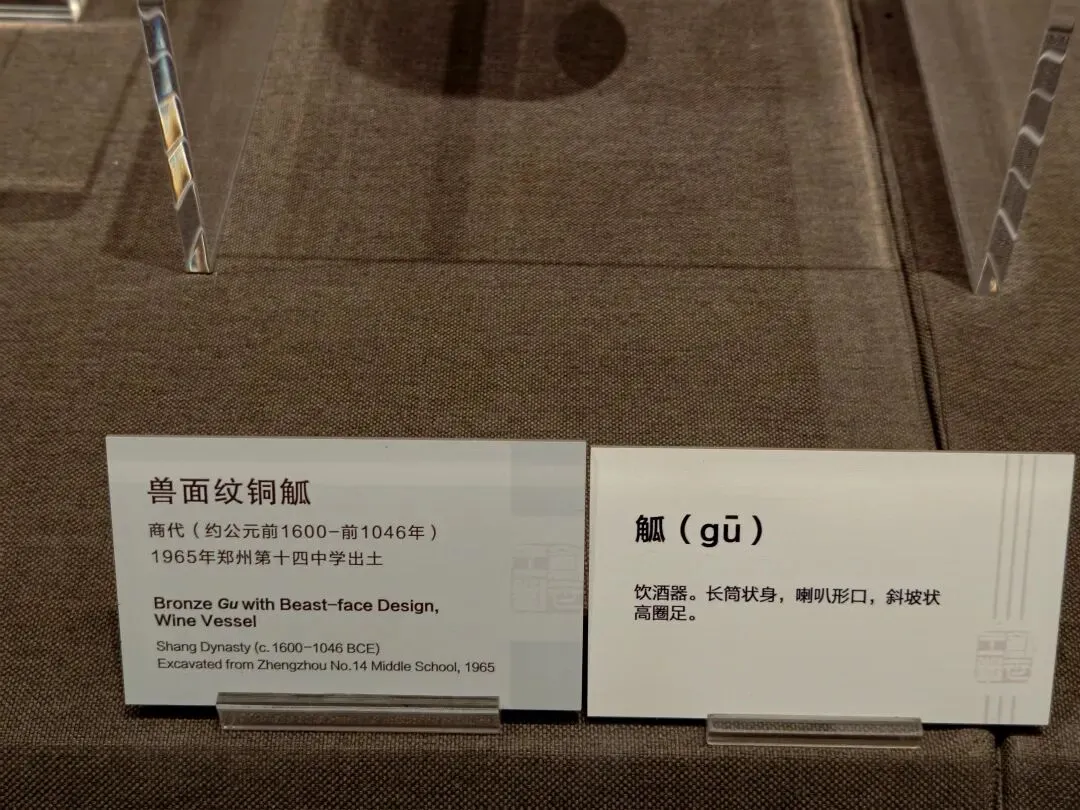 兽面纹铜觚
商代（约公元前1600-前1046年）
1965年郑州第十四中学出土
Bronze Gu with Beast-face Design,
Wine Vessel
Shang Dynasty (c. 1600-1046 BCE)
Excavated from Zhengzhou No.14 Middle School, 1965
觚（gū）
饮酒器。长筒状身，喇叭形口，斜坡状
高圈足。